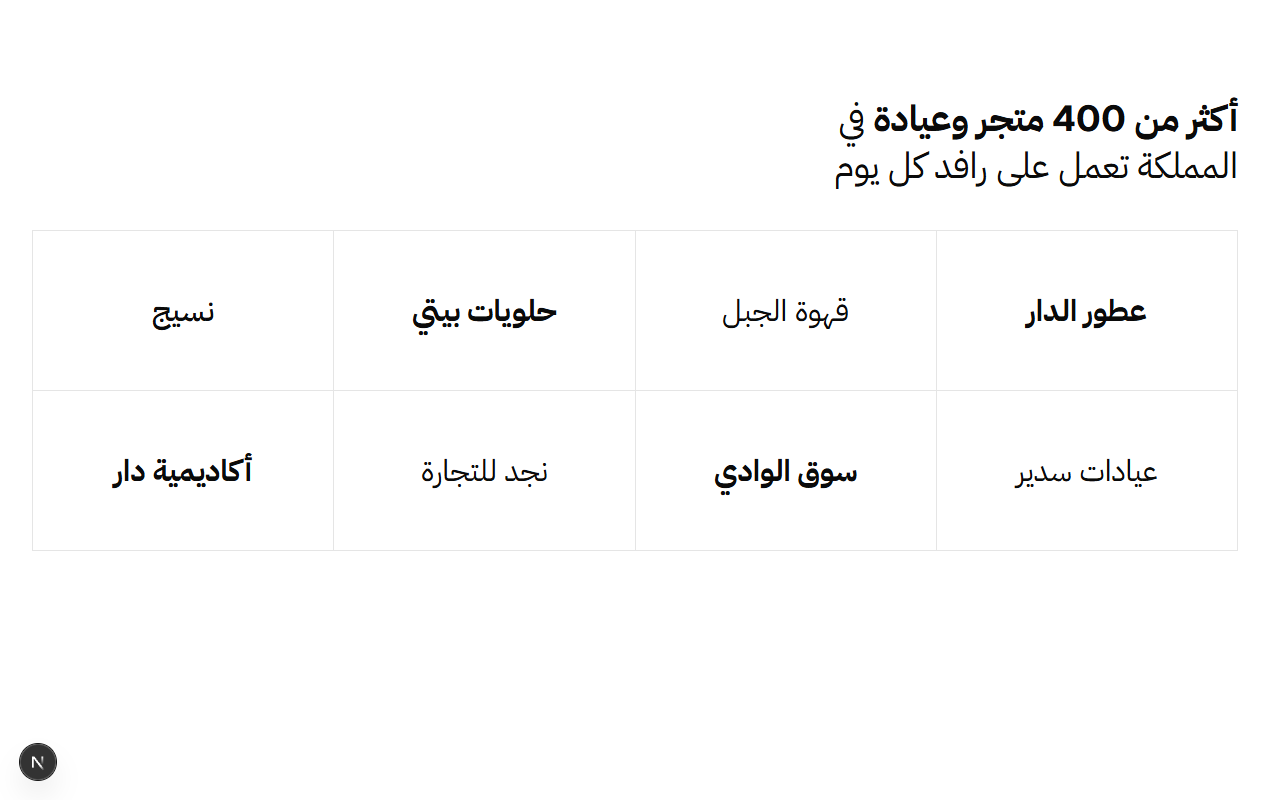 أكثر من 400 متجر وعيادة في
المملكة تعمل على رافد كل يوم
عطور الدار
قهوة الجبل
حلويات بيتي
نسيج
عيادات سدير
سوق الوادي
نجد للتجارة
أكاديمية دار
N